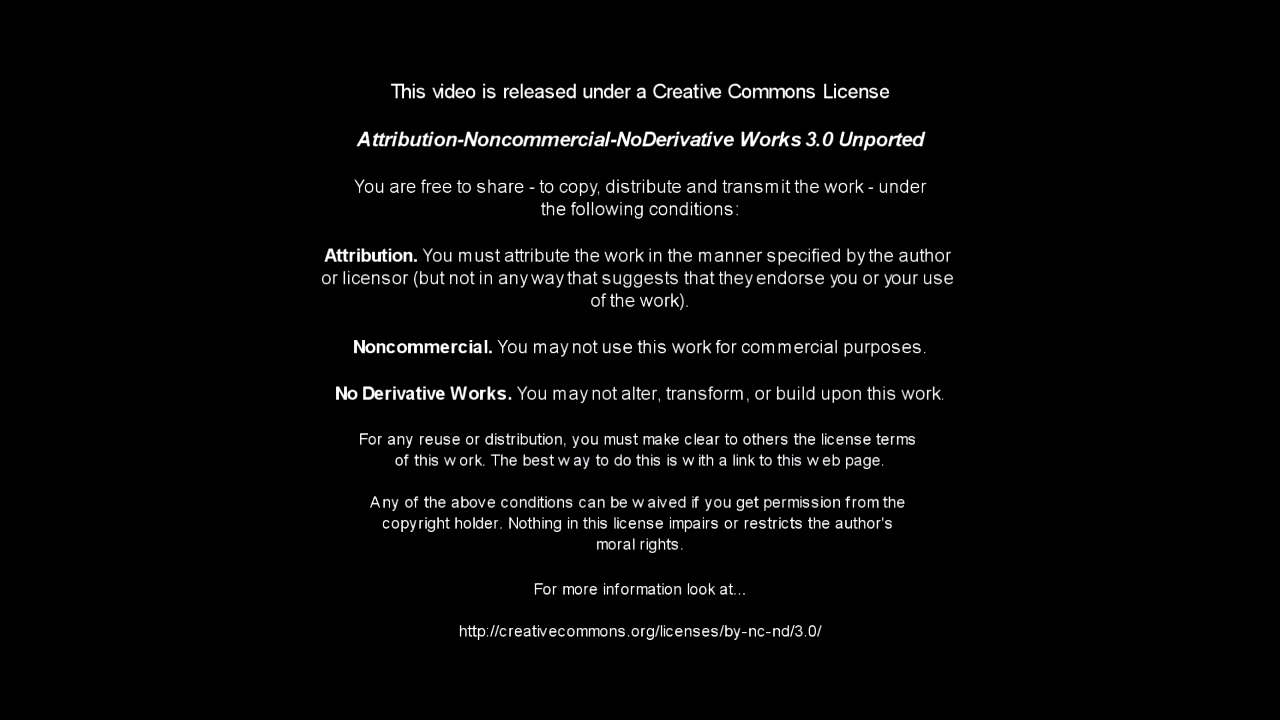 This video is released under a Creative Commons License
Attribution-Noncommercial-NoDerivative Works 3.0 Unported
You are free to share - to copy, distribute and transmit the work - under
the following conditions:
Attribution. You must attribute the work in the manner specified by the author
or licensor (but not in any way that suggests that they endorse you or your use
of the work).
Noncommercial. You may not use this work for commercial purposes.
No Derivative Works. You may not alter, transform, or build upon this work.
For any reuse or distribution, you must make clear to others the license terms
of this work. The best way to do this is with a link to this web page.
Any of the above conditions can be waived if you get permission from the
copyright holder. Nothing in this license impairs or restricts the author's
moral rights.
For more information look at...
http://creativecommons.org/licenses/by-nc-nd/3.0/